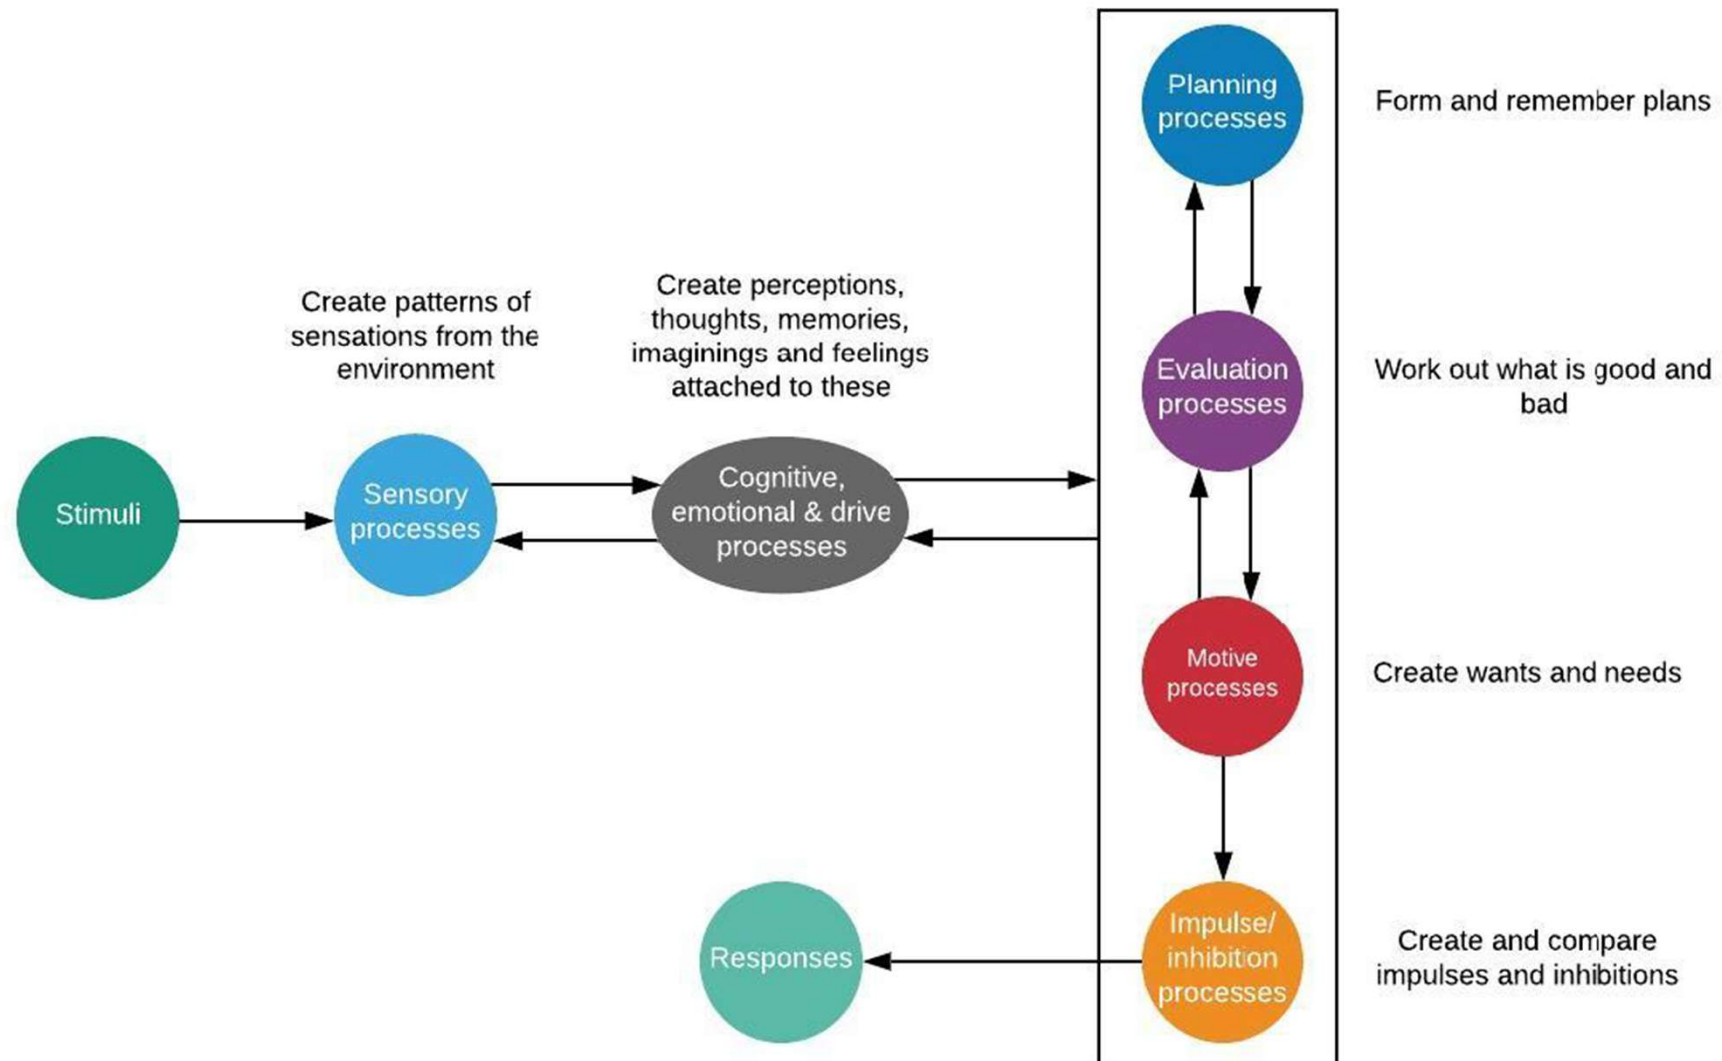 Planning
processes
Form and remember plans
Create patterns of
sensations from the
environment
Create perceptions,
thoughts, memories,
imaginings and feelings
attached to these
Evaluation
processes
Work out what is good and
bad
Stimuli
Sensory
processes
Cognitive,
emotional & drive
processes
Motive
processes
Create wants and needs
Responses
Impulse/
inhibition
processes
Create and compare
impulses and inhibitions